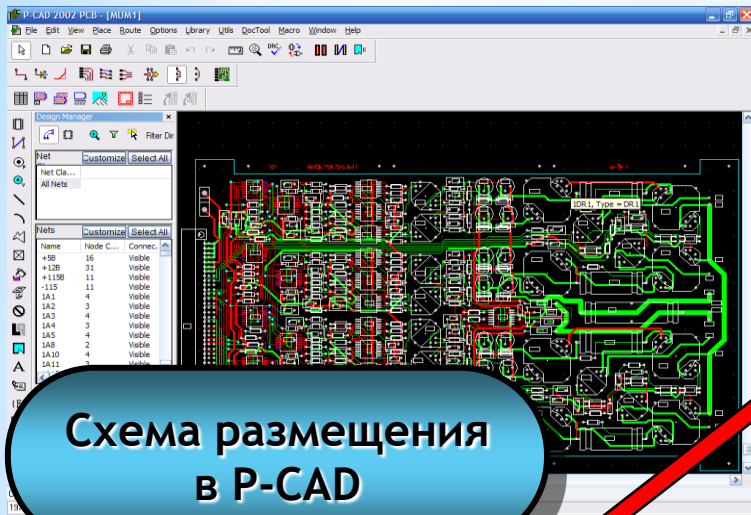 P-CAD 2002 PCB - [MUM1]
File Edit View Place Route Options Library Utils DocTool Macro Window Help
DRC
Design Manager
Filter Dir
Net
Customize Select All
Net Cla...
All Nets
Nets
Customize Select All
Name Node C... Connec.
+5B 16 Visible
+12B 31 Visible
+115B 11 Visible
-115 11 Visible
1A1 4 Visible
1A2 3 Visible
1A3 4 Visible
1A4 3 Visible
1A5 4 Visible
1A8 2 Visible
1A10 4 Visible
1A11 3 Visible
1DR1, Type = DR1
Схема размещения
в P-CAD